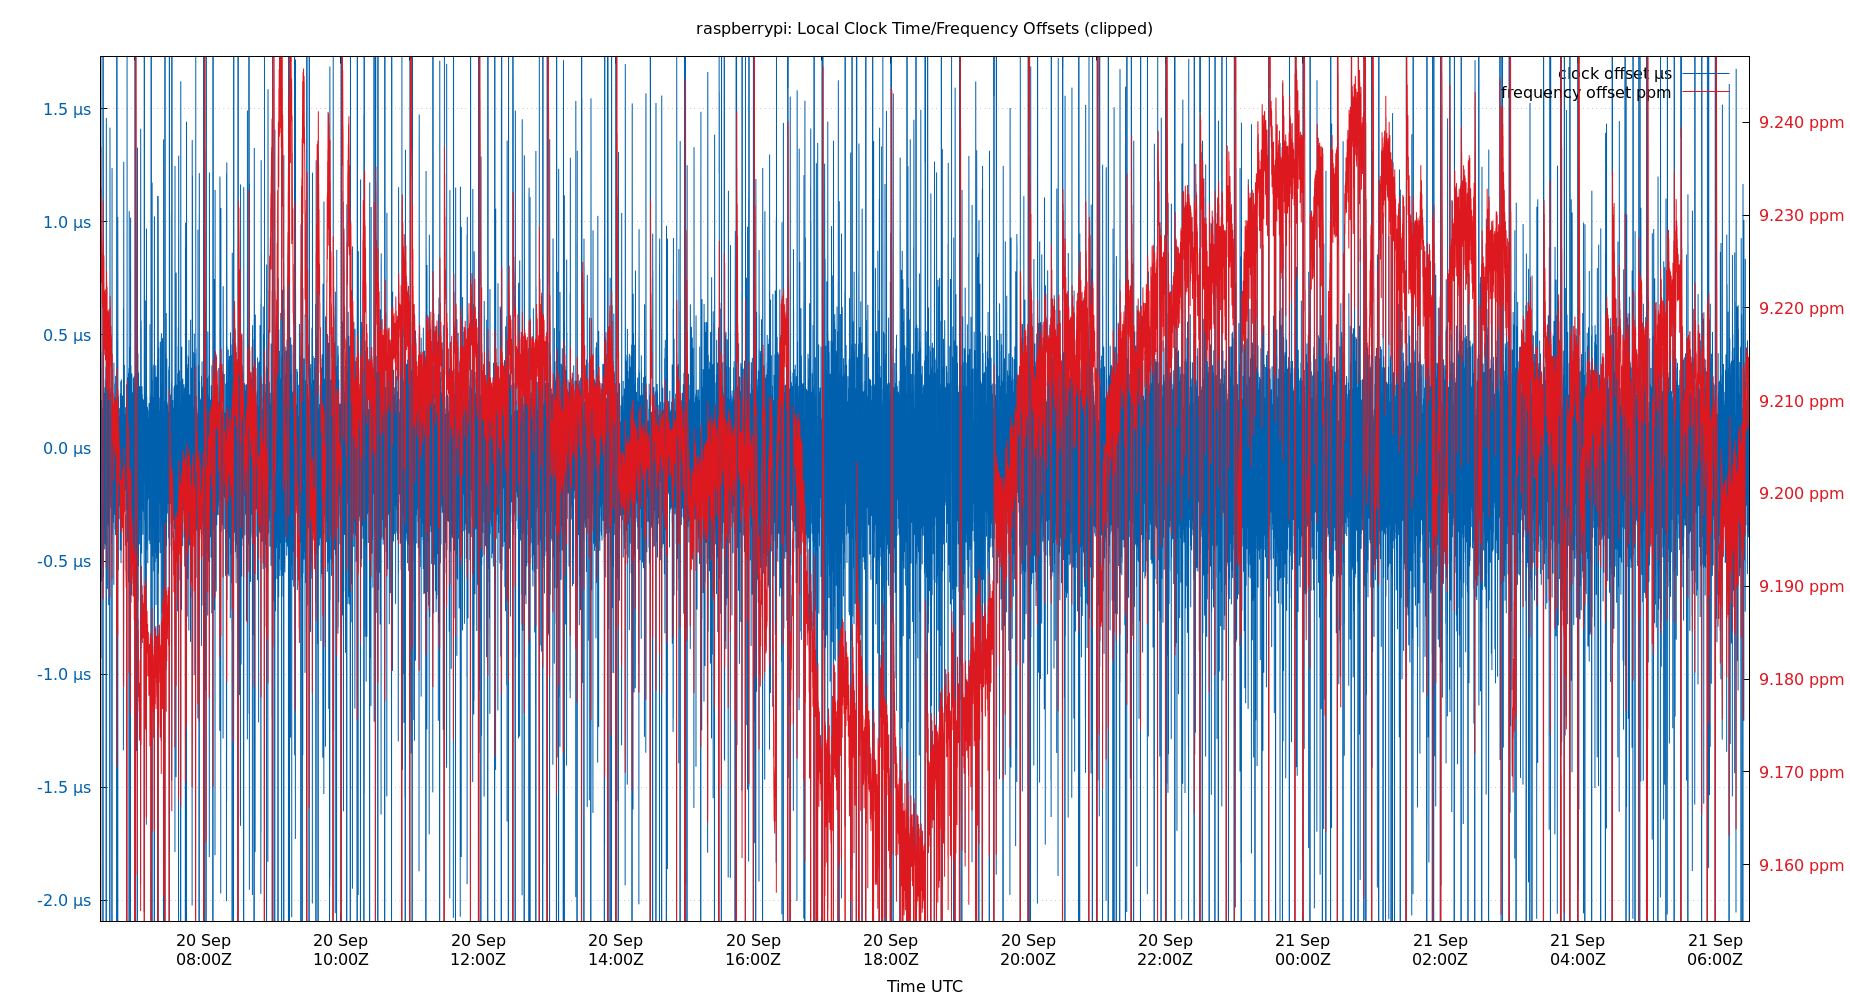 raspberrypi: Local Clock Time/Frequency Offsets (clipped)
clock offset µs
frequency offset ppm
1.5 µs
1.0 µs
0.5 µs
0.0 µs
-0.5 µs
-1.0 µs
-1.5 µs
-2.0 µs
9.240 ppm
9.230 ppm
9.220 ppm
9.210 ppm
9.200 ppm
9.190 ppm
9.180 ppm
9.170 ppm
9.160 ppm
20 Sep
08:00Z
20 Sep
10:00Z
20 Sep
12:00Z
20 Sep
14:00Z
20 Sep
16:00Z
20 Sep
18:00Z
20 Sep
20:00Z
20 Sep
22:00Z
21 Sep
00:00Z
21 Sep
02:00Z
21 Sep
04:00Z
21 Sep
06:00Z
Time UTC